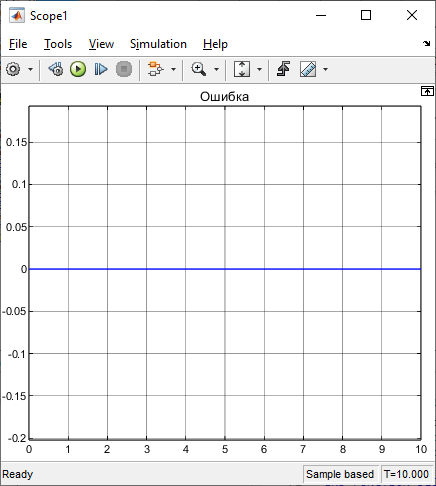 Scope1
File Tools View Simulation Help
Ошибка
0.15
0.1
0.05
0
-0.05
-0.1
-0.15
-0.2
0 1 2 3 4 5 6 7 8 9 10
Ready Sample based T=10.000